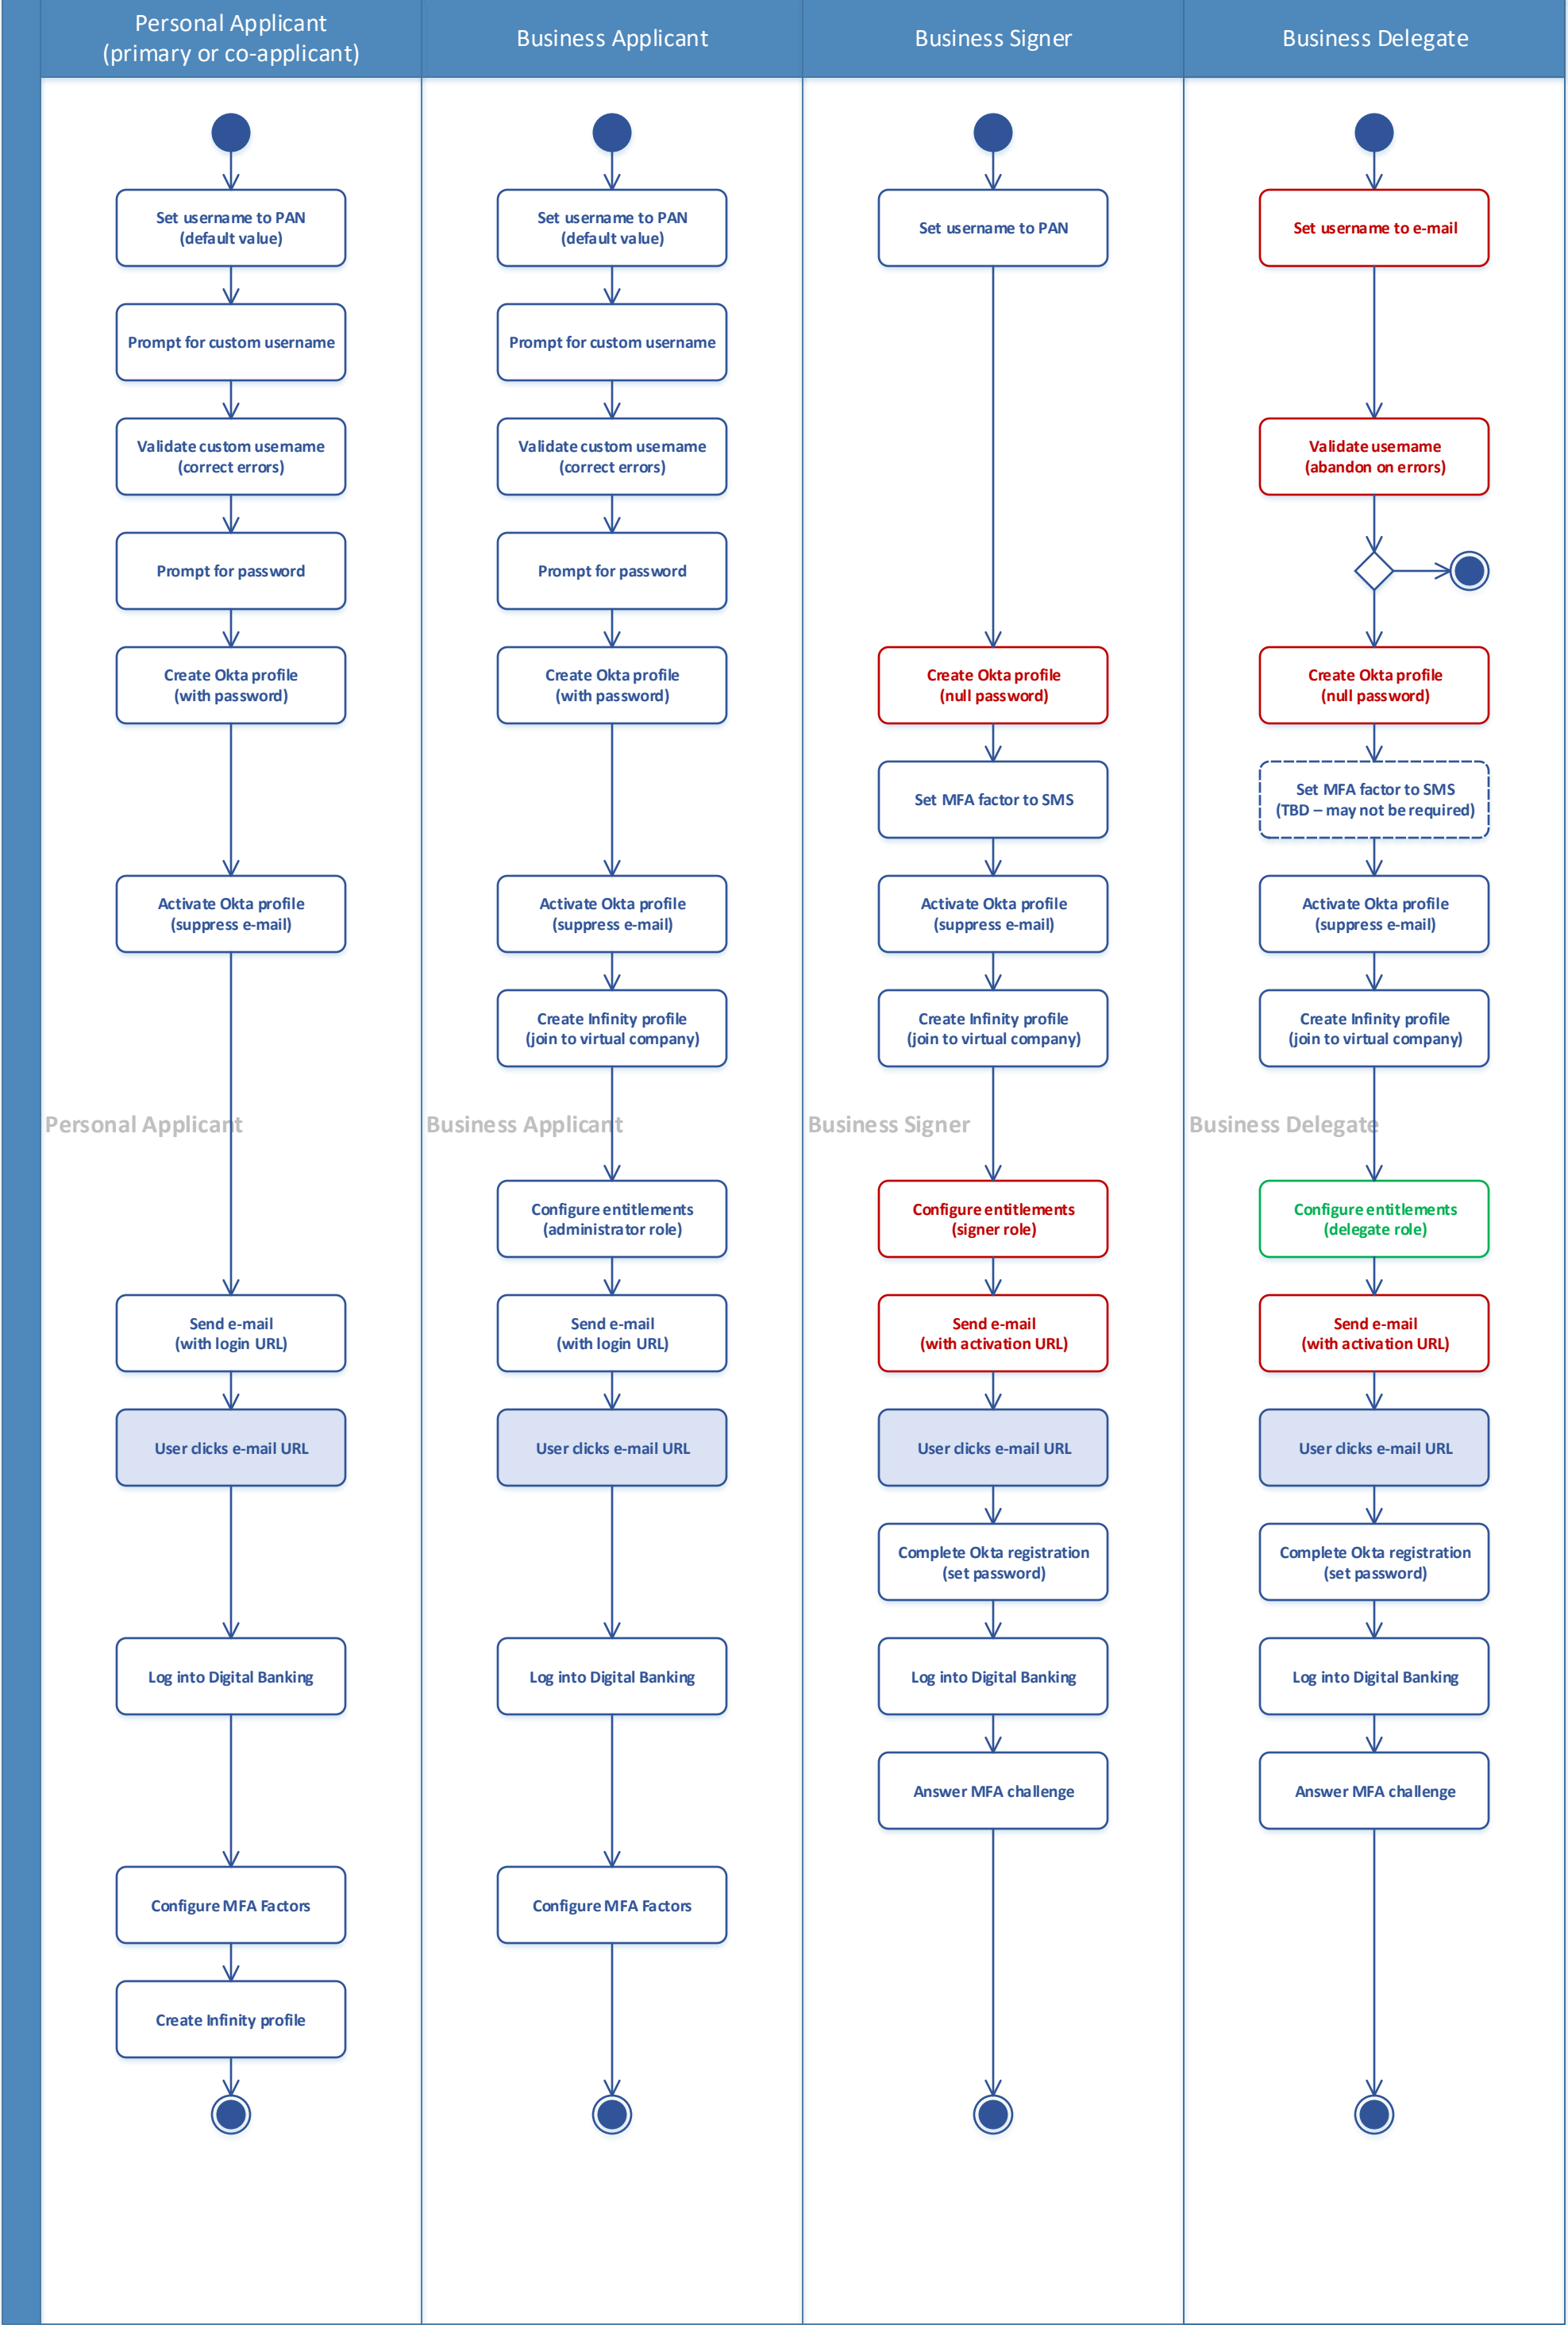 Personal Applicant
(primary or co-applicant)
Business Applicant
Business Signer
Business Delegate
Set username to PAN
(default value)
Set username to PAN
(default value)
Set username to PAN
Set username to e-mail
Prompt for custom username
Prompt for custom username
Validate custom username
(correct errors)
Validate custom username
(correct errors)
Validate username
(abandon on errors)
Prompt for password
Prompt for password
Create Okta profile
(with password)
Create Okta profile
(with password)
Create Okta profile
(null password)
Create Okta profile
(null password)
Set MFA factor to SMS
Set MFA factor to SMS
(TBD – may not be required)
Activate Okta profile
(suppress e-mail)
Activate Okta profile
(suppress e-mail)
Activate Okta profile
(suppress e-mail)
Activate Okta profile
(suppress e-mail)
Create Infinity profile
(join to virtual company)
Create Infinity profile
(join to virtual company)
Create Infinity profile
(join to virtual company)
Personal Applicant
Business Applicant
Business Signer
Business Delegate
Configure entitlements
(administrator role)
Configure entitlements
(signer role)
Configure entitlements
(delegate role)
Send e-mail
(with login URL)
Send e-mail
(with login URL)
Send e-mail
(with activation URL)
Send e-mail
(with activation URL)
User clicks e-mail URL
User clicks e-mail URL
User clicks e-mail URL
User clicks e-mail URL
Complete Okta registration
(set password)
Complete Okta registration
(set password)
Log into Digital Banking
Log into Digital Banking
Log into Digital Banking
Log into Digital Banking
Answer MFA challenge
Answer MFA challenge
Configure MFA Factors
Configure MFA Factors
Create Infinity profile